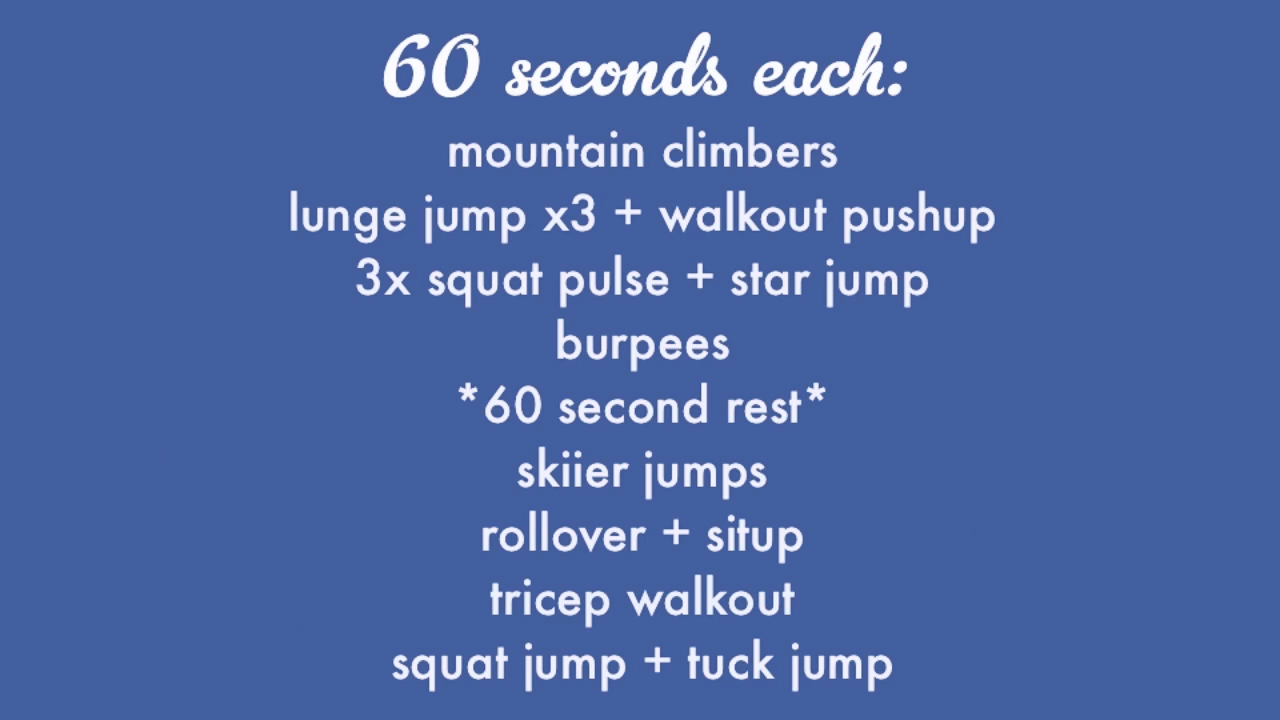 60 seconds each:
mountain climbers
lunge jump x3 + walkout pushup
3x squat pulse + star jump
burpees
*60 second rest*
skiier jumps
rollover + situp
tricep walkout
squat jump + tuck jump